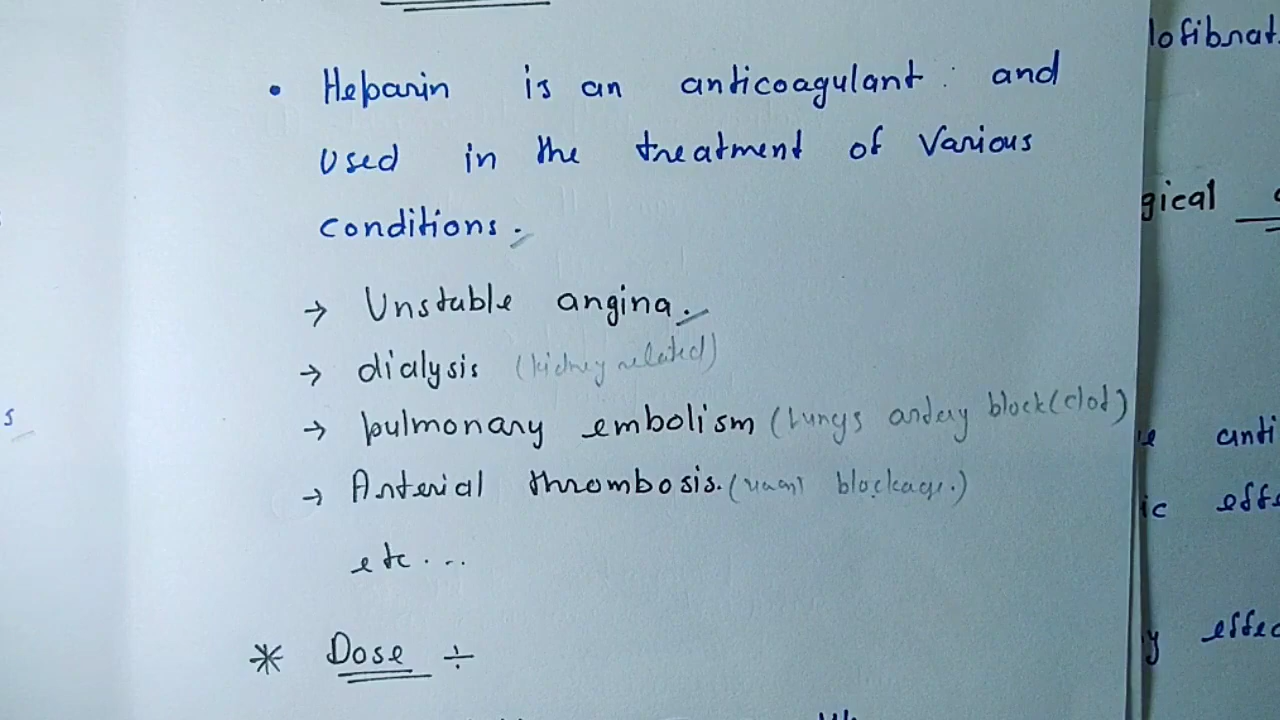 • Heparin is an anticoagulant and
used in the treatment of various
conditions.
→ Unstable angina.
→ dialysis (kidney related)
→ pulmonary embolism (lungs artery block (clot)
→ Arterial thrombosis. ( blockage.)
etc...
* Dose ÷
lofibrat
gical
anti
ic effe
y effec
s